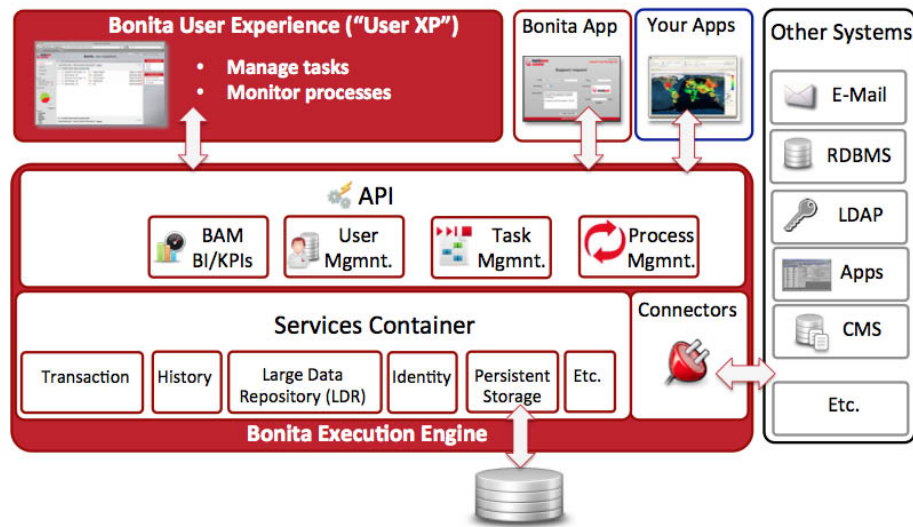 Bonita User Experience (“User XP”)
• Manage tasks
• Monitor processes
Bonita App
Your Apps
Other Systems
E-Mail
RDBMS
LDAP
Apps
CMS
Etc.
API
BAM
BI/KPIs
User
Mgmnt.
Task
Mgmnt.
Process
Mgmnt.
Services Container
Connectors
Transaction
History
Large Data
Repository (LDR)
Identity
Persistent
Storage
Etc.
Bonita Execution Engine